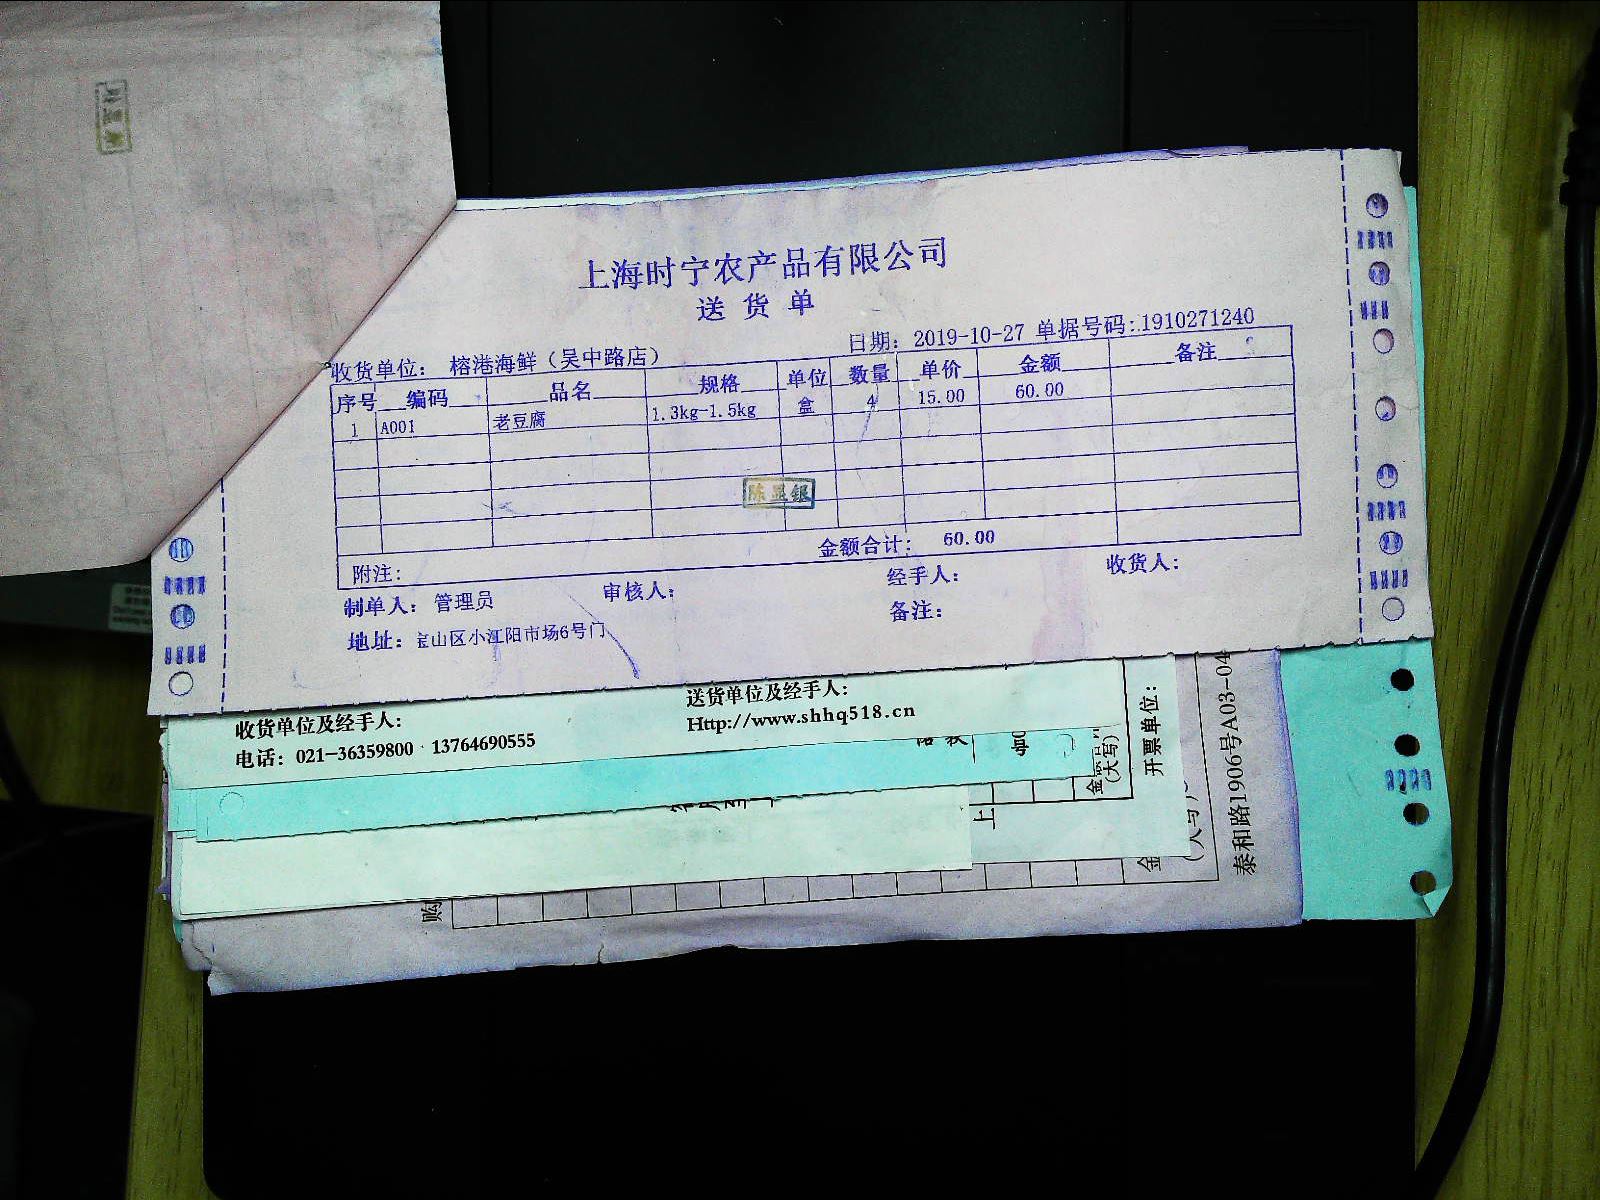 上海时宁农产品有限公司
送货单
收货单位： 榕港海鲜（吴中路店） 日期： 2019-10-27 单据号码：1910271240
序号 编码 品名 规格 单位 数量 单价 金额 备注
1 A001 老豆腐 1.3kg-1.5kg 盒 4 15.00 60.00
陈显银
金额合计： 60.00
附注：
制单人： 管理员 审核人： 经手人： 收货人：
地址：宝山区小江阳市场6号门 备注：
收货单位及经手人： 送货单位及经手人：
电话：021-36359800 13764690555 Http://www.shhq518.cn
开票单位：
(大写)
泰和路1906号A03-04
购
金
上